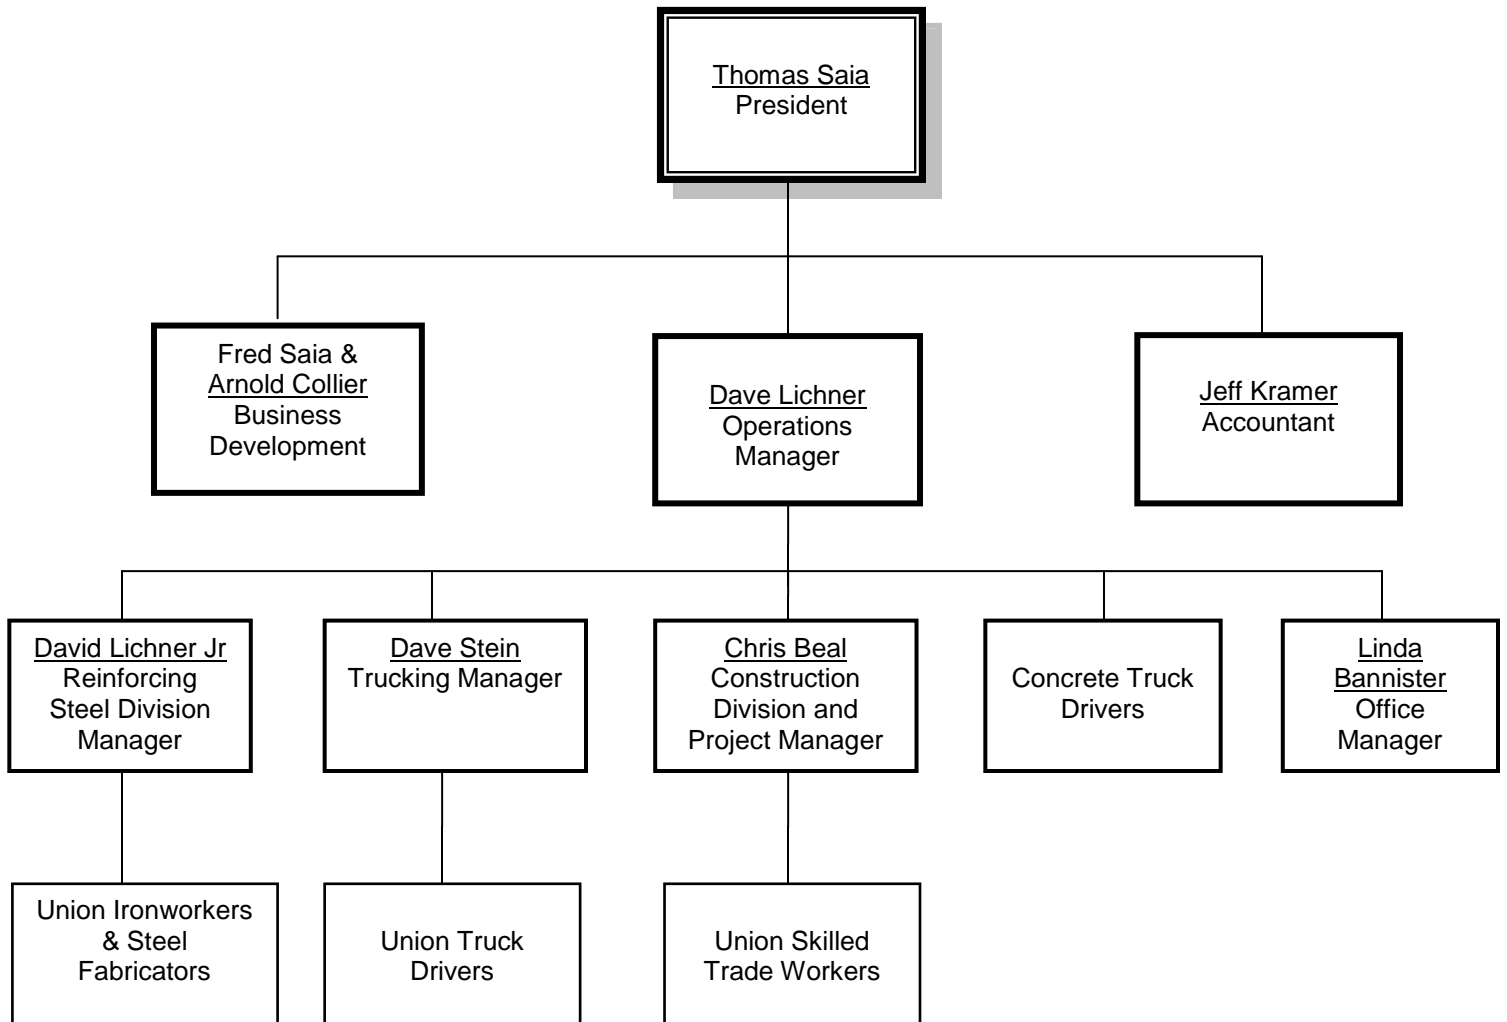 Thomas Saia
President
Fred Saia &
Arnold Collier
Business
Development
Dave Lichner
Operations
Manager
Jeff Kramer
Accountant
David Lichner Jr
Reinforcing
Steel Division
Manager
Dave Stein
Trucking Manager
Chris Beal
Construction
Division and
Project Manager
Concrete Truck
Drivers
Linda
Bannister
Office
Manager
Union Ironworkers
& Steel
Fabricators
Union Truck
Drivers
Union Skilled
Trade Workers